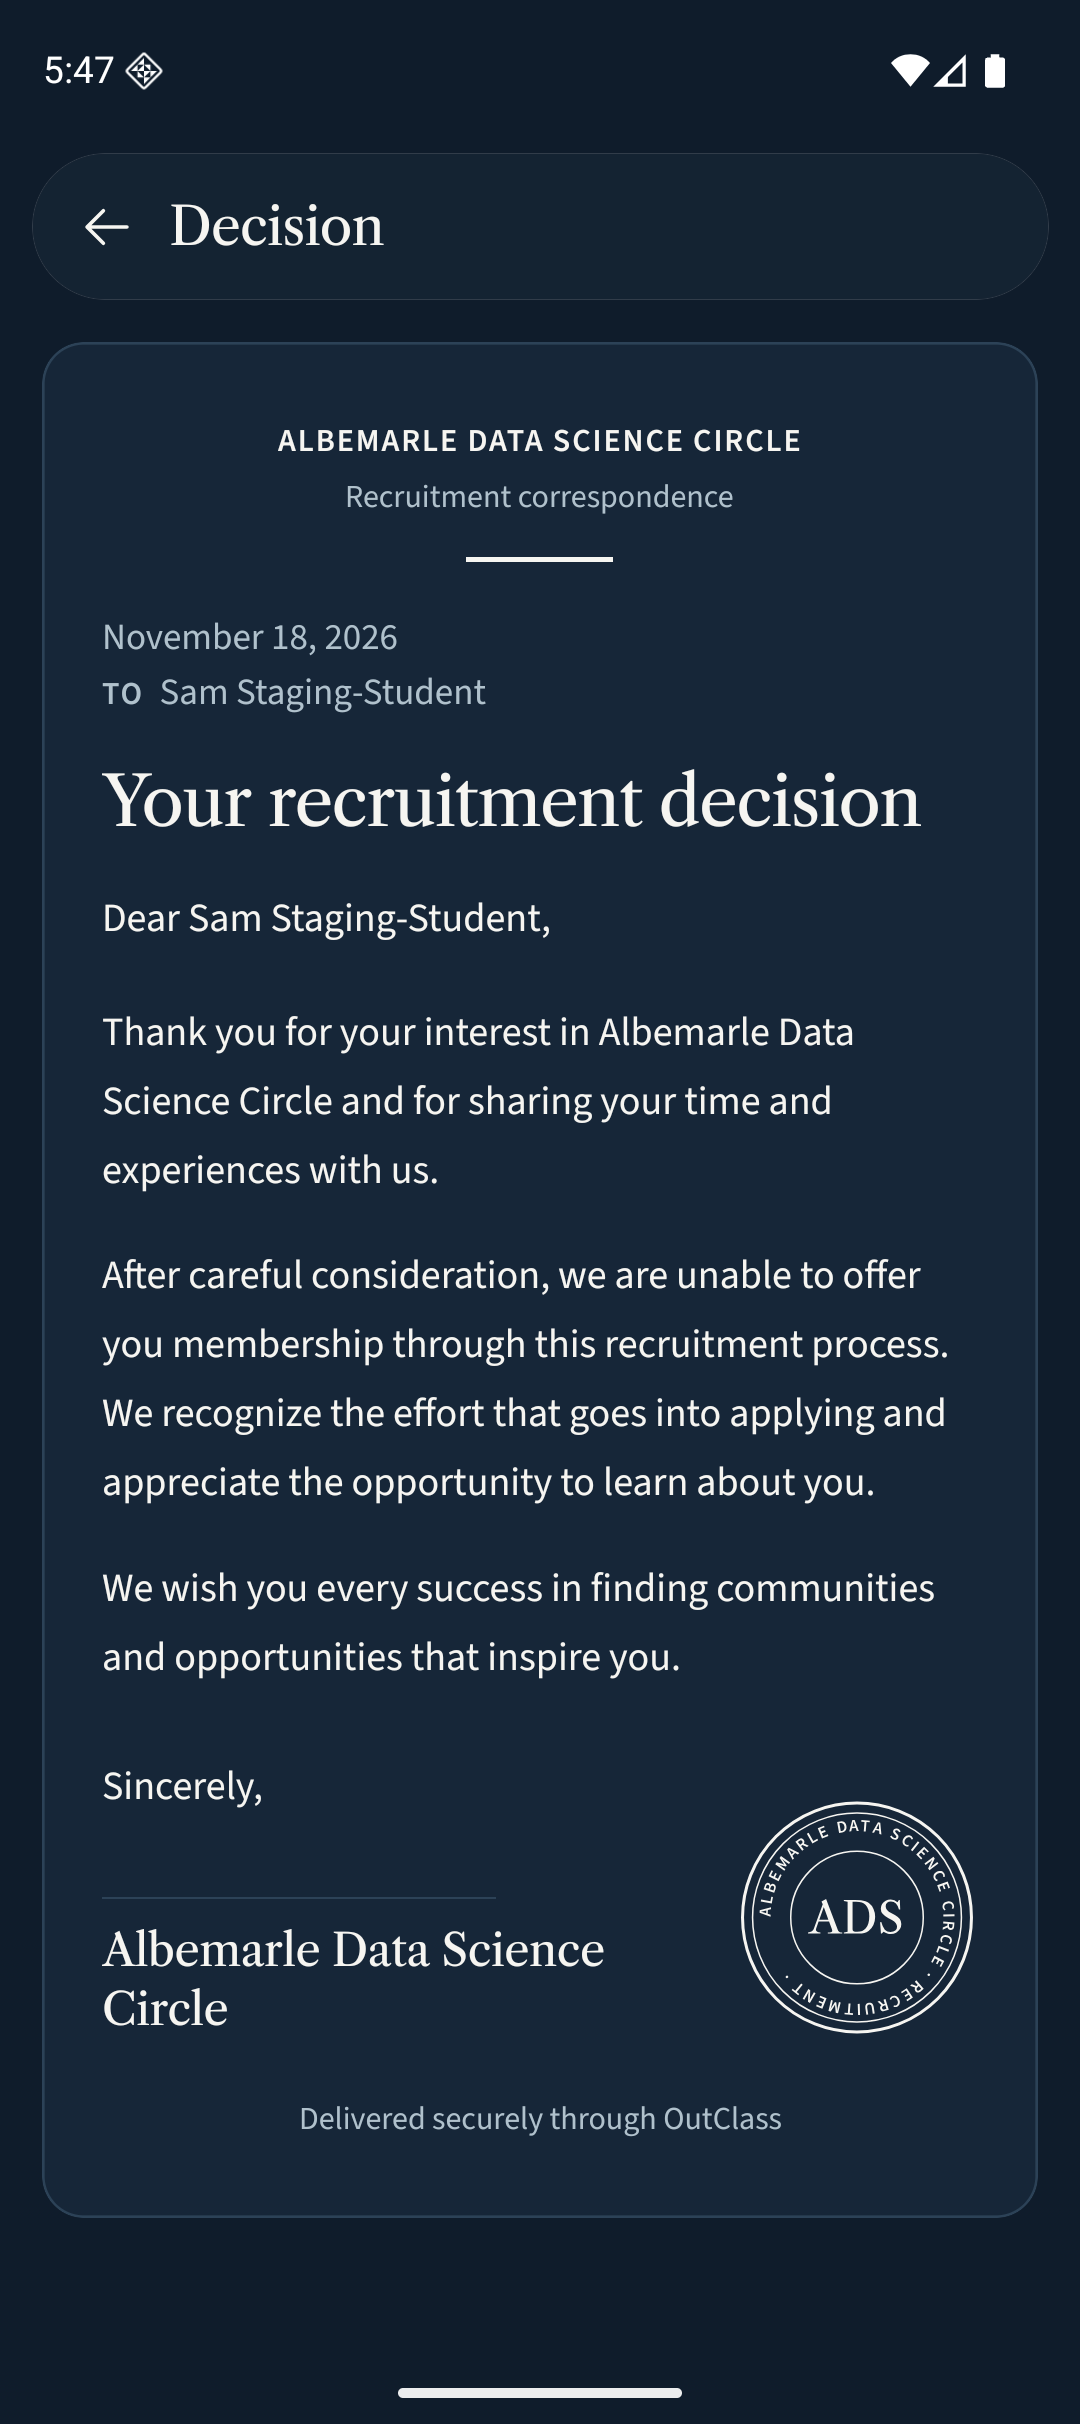 5:47
Decision
ALBEMARLE DATA SCIENCE CIRCLE
Recruitment correspondence
November 18, 2026
TO Sam Staging-Student
Your recruitment decision
Dear Sam Staging-Student,
Thank you for your interest in Albemarle Data
Science Circle and for sharing your time and
experiences with us.
After careful consideration, we are unable to offer
you membership through this recruitment process.
We recognize the effort that goes into applying and
appreciate the opportunity to learn about you.
We wish you every success in finding communities
and opportunities that inspire you.
Sincerely,
Albemarle Data Science
Circle
ALBEMARLE DATA SCIENCE CIRCLE · RECRUITMENT ·
ADS
Delivered securely through OutClass